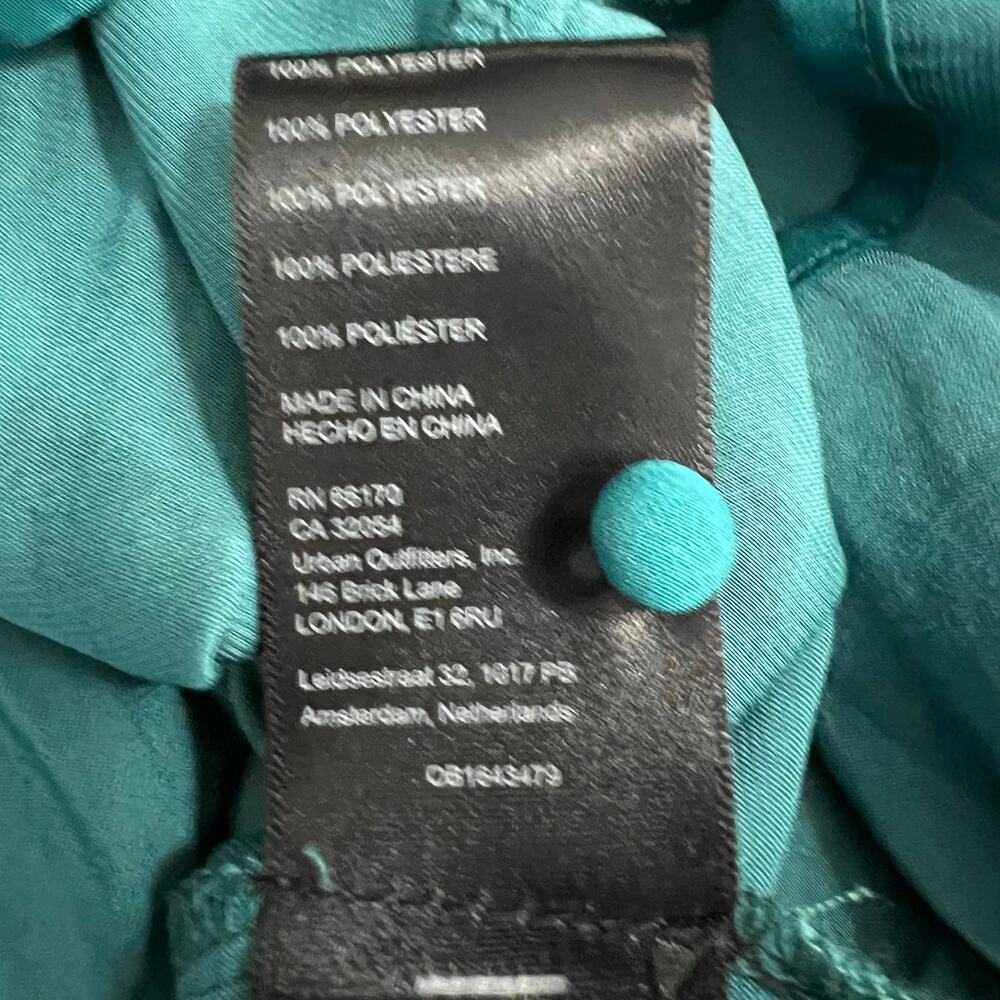 100% POLYESTER
100% POLYESTER
100% POLYESTER
100% POLIESTERE
100% POLIÉSTER
MADE IN CHINA
HECHO EN CHINA
RN 66170
CA 32054
Urban Outfitters, Inc.
146 Brick Lane
LONDON, E1 6RU
Leidsestraat 32, 1017 PB
Amsterdam, Netherlands
OB1643479